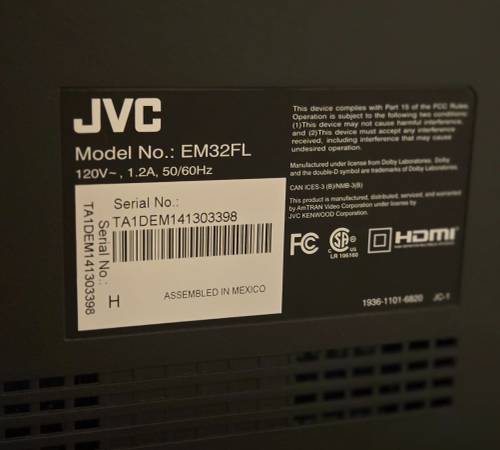 JVC
Model No.: EM32FL
120V~, 1.2A, 50/60Hz
Serial No.:
TA1DEM141303398
Serial No.:
TA1DEM141303398
H
ASSEMBLED IN MEXICO
This device complies with Part 15 of the FCC Rules.
Operation is subject to the following two conditions:
(1)This device may not cause harmful interference,
and (2)This device must accept any interference
received, including interference that may cause
undesired operation.
Manufactured under license from Dolby Laboratories. Dolby
and the double-D symbol are trademarks of Dolby Laboratories.
CAN ICES-3 (B)/NMB-3(B)
This product is manufactured, distributed, serviced, and warranted
by AmTRAN Video Corporation under license by
JVC KENWOOD Corporation.
FC
SA
C US
LR 106160
HDMI
1936-1101-6820 JC-1